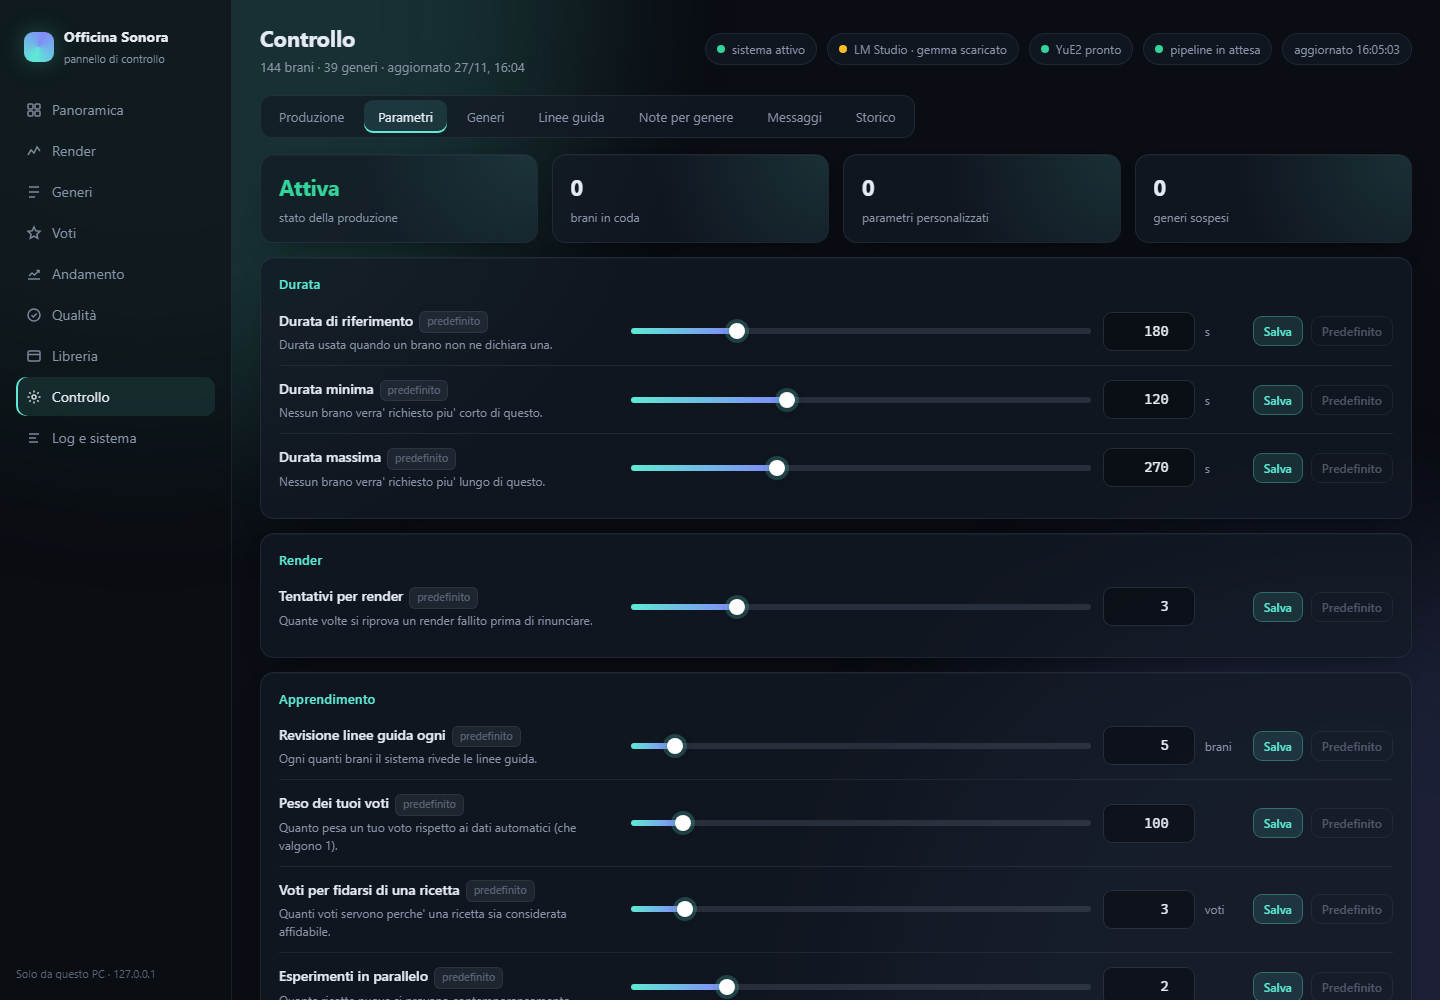 Officina Sonora
pannello di controllo
Panoramica
Render
Generi
Voti
Andamento
Qualità
Libreria
Controllo
Log e sistema
Solo da questo PC · 127.0.0.1
Controllo
144 brani · 39 generi · aggiornato 27/11, 16:04
sistema attivo
LM Studio · gemma scaricato
YuE2 pronto
pipeline in attesa
aggiornato 16:05:03
Produzione
Parametri
Generi
Linee guida
Note per genere
Messaggi
Storico
Attiva
stato della produzione
0
brani in coda
0
parametri personalizzati
0
generi sospesi
Durata
Durata di riferimento predefinito
Durata usata quando un brano non ne dichiara una.
180 s Salva Predefinito
Durata minima predefinito
Nessun brano verra' richiesto piu' corto di questo.
120 s Salva Predefinito
Durata massima predefinito
Nessun brano verra' richiesto piu' lungo di questo.
270 s Salva Predefinito
Render
Tentativi per render predefinito
Quante volte si riprova un render fallito prima di rinunciare.
3 Salva Predefinito
Apprendimento
Revisione linee guida ogni predefinito
Ogni quanti brani il sistema rivede le linee guida.
5 brani Salva Predefinito
Peso dei tuoi voti predefinito
Quanto pesa un tuo voto rispetto ai dati automatici (che
valgono 1).
100 Salva Predefinito
Voti per fidarsi di una ricetta predefinito
Quanti voti servono perche' una ricetta sia considerata
affidabile.
3 voti Salva Predefinito
Esperimenti in parallelo predefinito
2 Salva Predefinito